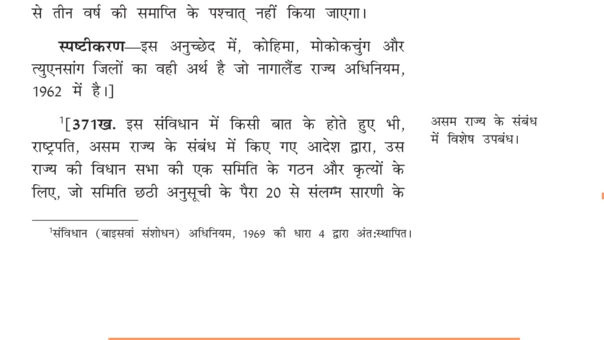 से तीन वर्ष की समाप्ति के पश्चात् नहीं किया जाएगा।
स्पष्टीकरण—इस अनुच्छेद में, कोहिमा, मोकोकचुंग और
त्युएनसांग जिलों का वही अर्थ है जो नागालैंड राज्य अधिनियम,
1962 में है।]
¹[371ख. इस संविधान में किसी बात के होते हुए भी,
राष्ट्रपति, असम राज्य के संबंध में किए गए आदेश द्वारा, उस
राज्य की विधान सभा की एक समिति के गठन और कृत्यों के
लिए, जो समिति छठी अनुसूची के पैरा 20 से संलग्न सारणी के
असम राज्य के संबंध
में विशेष उपबंध।
¹संविधान (बाइसवां संशोधन) अधिनियम, 1969 की धारा 4 द्वारा अंत:स्थापित।